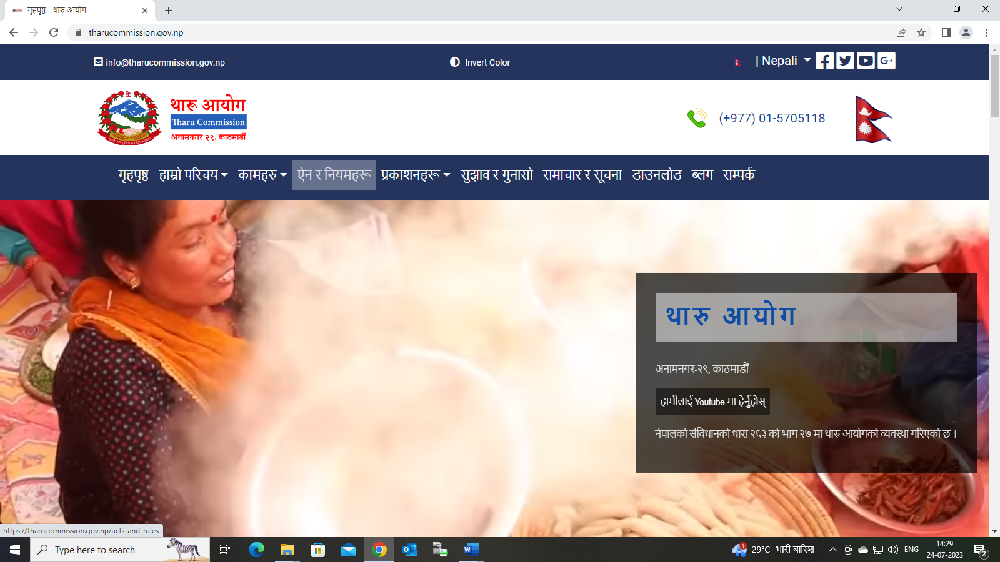 गृहपृष्ठ - थारु आयोग
tharucommission.gov.np
info@tharucommission.gov.np
Invert Color
| Nepali
थारू आयोग
Tharu Commission
अनामनगर २९, काठमाडौं
(+977) 01-5705118
गृहपृष्ठ हाम्रो परिचय कामहरु ऐन र नियमहरू प्रकाशनहरू सुझाव र गुनासो समाचार र सूचना डाउनलोड ब्लग सम्पर्क
थारु आयोग
अनामनगर-२९, काठमाडौं
हामीलाई Youtube मा हेर्नुहोस्
नेपालको संविधानको धारा २६३ को भाग २७ मा थारु आयोगको व्यवस्था गरिएको छ ।
https://tharucommission.gov.np/acts-and-rules
Type here to search
1
29°C भारी बारिश
ENG
14:29
24-07-2023
2